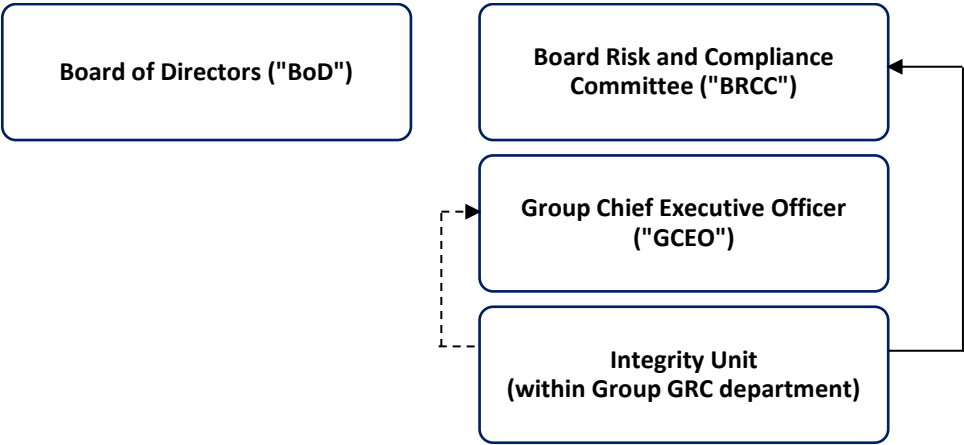 Board of Directors ("BoD")
Board Risk and Compliance
Committee ("BRCC")
Group Chief Executive Officer
("GCEO")
Integrity Unit
(within Group GRC department)